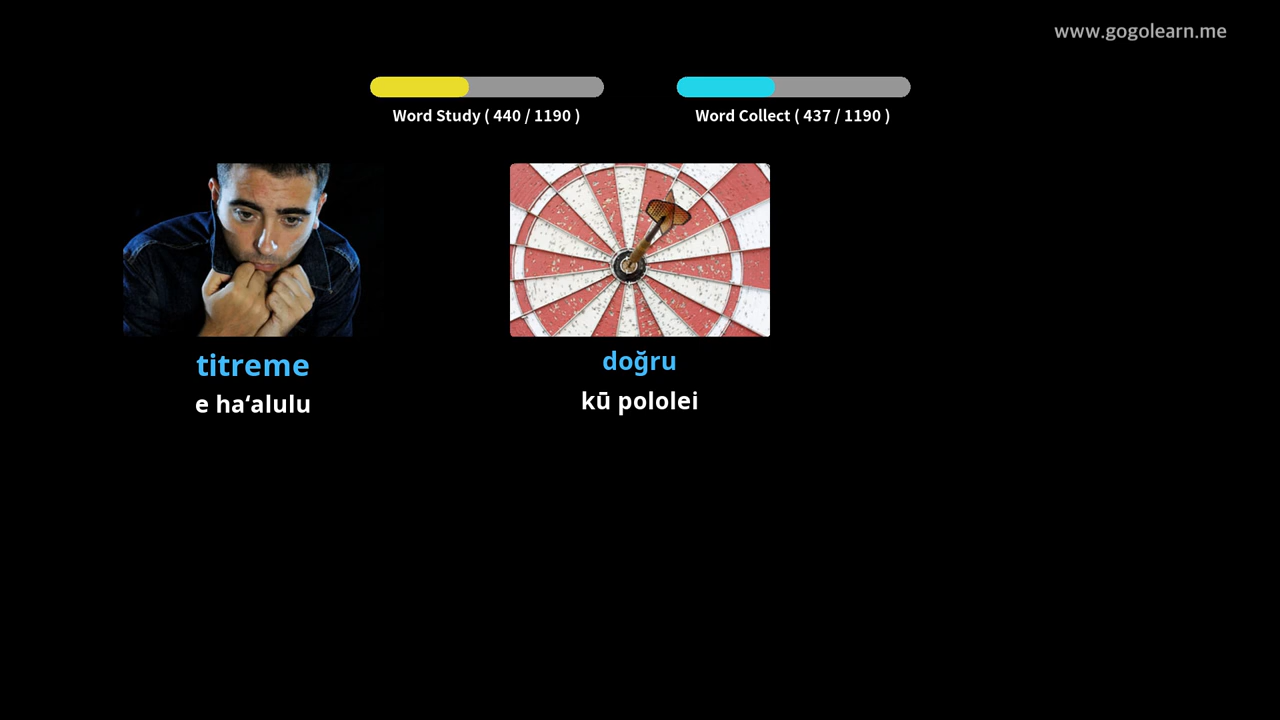 www.gogolearn.me
Word Study ( 440 / 1190 )
Word Collect ( 437 / 1190 )
titreme
e haʻalulu
doğru
kū pololei